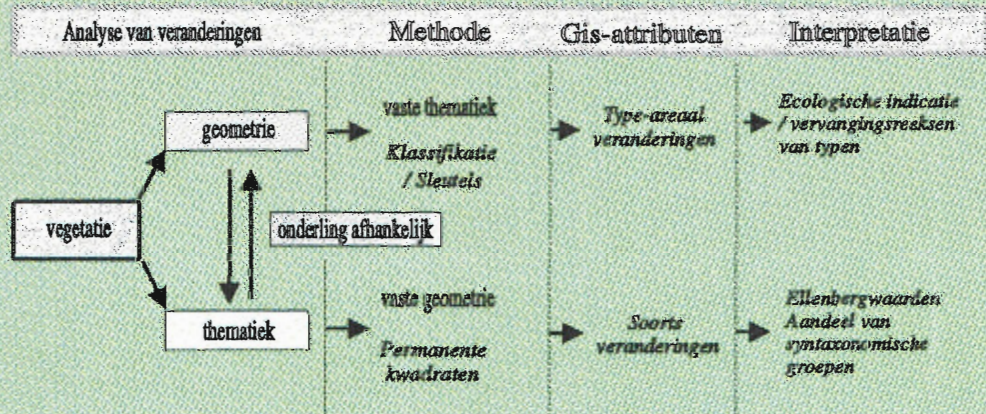 Analyse van veranderingen
Methode
Gis-attributen
Interpretatie
vegetatie
geometrie
onderling afhankelijk
thematiek
vaste thematiek
Klassifikatie
/ Sleutels
Type-areaal
veranderingen
Ecologische indicatie
/ vervangingsreeksen
van typen
vaste geometrie
Permanente
kwadraten
Soorts
veranderingen
Ellenbergwaarden
Aandeel van
syntaxonomische
groepen